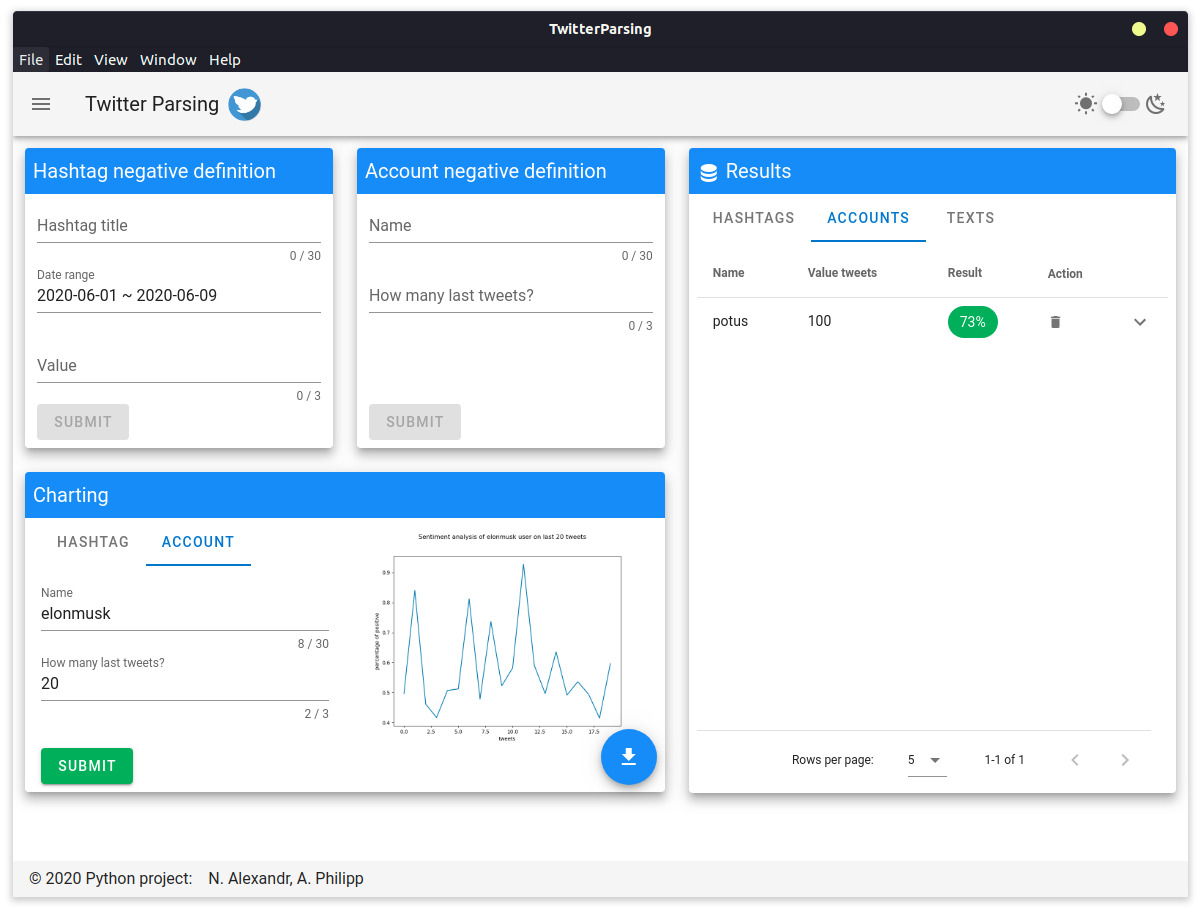 TwitterParsing
File Edit View Window Help
Twitter Parsing
Hashtag negative definition
Hashtag title
0 / 30
Date range
2020-06-01 ~ 2020-06-09
Value
0 / 3
SUBMIT
Account negative definition
Name
0 / 30
How many last tweets?
0 / 3
SUBMIT
Results
HASHTAGS ACCOUNTS TEXTS
Name Value tweets Result Action
potus 100 73%
Rows per page: 5 1-1 of 1
Charting
HASHTAG ACCOUNT
Name
elonmusk
8 / 30
How many last tweets?
20
2 / 3
SUBMIT
Sentiment analysis of elonmusk user on last 20 tweets
percentage of positive
0.9
0.8
0.7
0.6
0.5
0.4
0.0 2.5 5.0 7.5 10.0 12.5 15.0 17.5
tweets
© 2020 Python project: N. Alexandr, A. Philipp